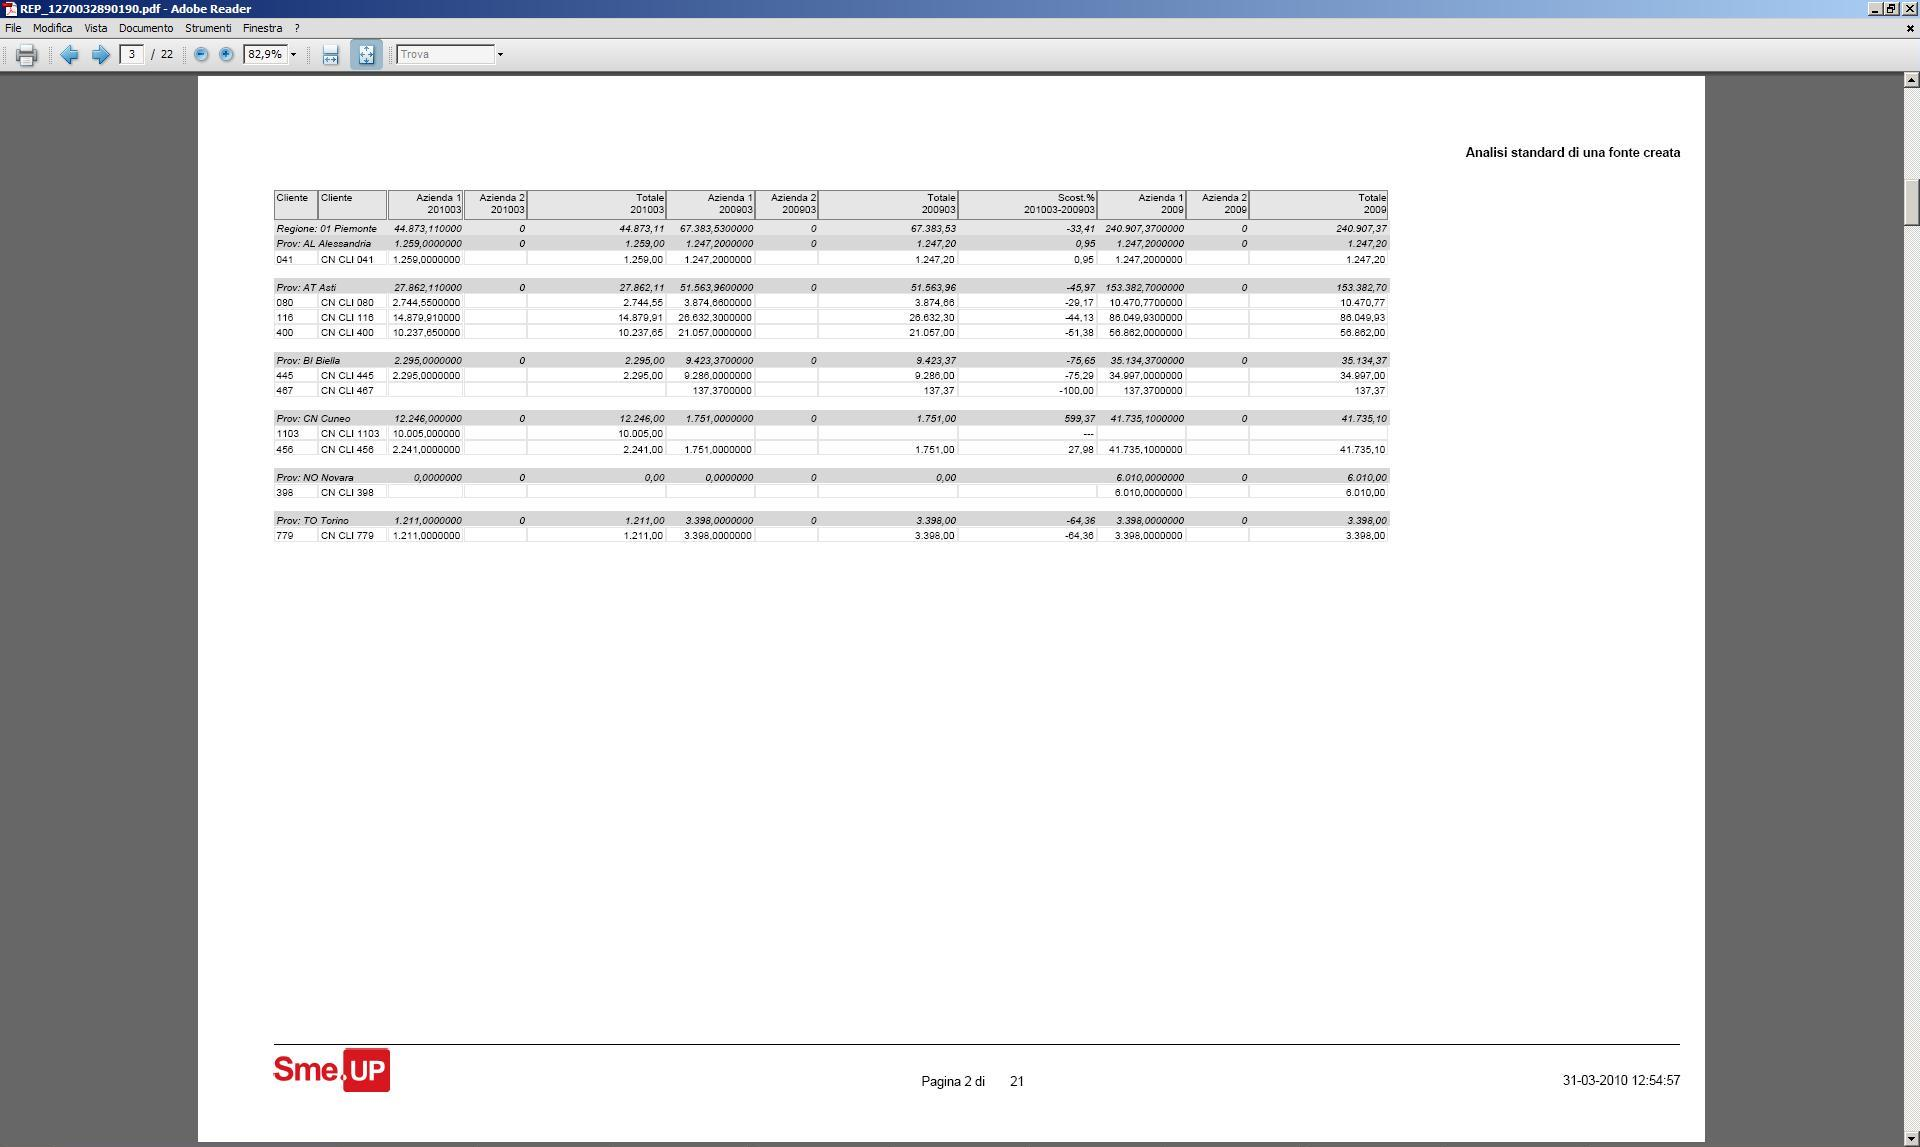 REP_1270032890190.pdf - Adobe Reader
File Modifica Vista Documento Strumenti Finestra ?
3 / 22 82,9% Trova
Analisi standard di una fonte creata
Cliente Cliente Azienda 1 Azienda 2 Totale Azienda 1 Azienda 2 Totale Scost.% Azienda 1 Azienda 2 Totale
201003 201003 201003 200903 200903 200903 201003-200903 2009 2009 2009
Regione: 01 Piemonte 44.873,110000 0 44.873,11 67.383,5300000 0 67.383,53 -33,41 240.907,3700000 0 240.907,37
Prov: AL Alessandria 1.259,0000000 0 1.259,00 1.247,2000000 0 1.247,20 0,95 1.247,2000000 0 1.247,20
041 CN CLI 041 1.259,0000000 1.259,00 1.247,2000000 1.247,20 0,95 1.247,2000000 1.247,20
Prov: AT Asti 27.862,110000 0 27.862,11 51.563,9600000 0 51.563,96 -45,97 153.382,7000000 0 153.382,70
080 CN CLI 080 2.744,5500000 2.744,55 3.874,6600000 3.874,66 -29,17 10.470,7700000 10.470,77
116 CN CLI 116 14.879,910000 14.879,91 26.632,3000000 26.632,30 -44,13 86.049,9300000 86.049,93
400 CN CLI 400 10.237,650000 10.237,65 21.057,0000000 21.057,00 -51,38 56.862,0000000 56.862,00
Prov: BI Biella 2.295,0000000 0 2.295,00 9.423,3700000 0 9.423,37 -75,65 35.134,3700000 0 35.134,37
445 CN CLI 445 2.295,0000000 2.295,00 9.286,0000000 9.286,00 -75,29 34.997,0000000 34.997,00
467 CN CLI 467 137,3700000 137,37 -100,00 137,3700000 137,37
Prov: CN Cuneo 12.246,000000 0 12.246,00 1.751,0000000 0 1.751,00 599,37 41.735,1000000 0 41.735,10
1103 CN CLI 1103 10.005,000000 10.005,00 ---
456 CN CLI 456 2.241,0000000 2.241,00 1.751,0000000 1.751,00 27,98 41.735,1000000 41.735,10
Prov: NO Novara 0,0000000 0 0,00 0,0000000 0 0,00 6.010,0000000 0 6.010,00
398 CN CLI 398 6.010,0000000 6.010,00
Prov: TO Torino 1.211,0000000 0 1.211,00 3.398,0000000 0 3.398,00 -64,36 3.398,0000000 0 3.398,00
779 CN CLI 779 1.211,0000000 1.211,00 3.398,0000000 3.398,00 -64,36 3.398,0000000 3.398,00
Sme.UP
Pagina 2 di 21
31-03-2010 12:54:57